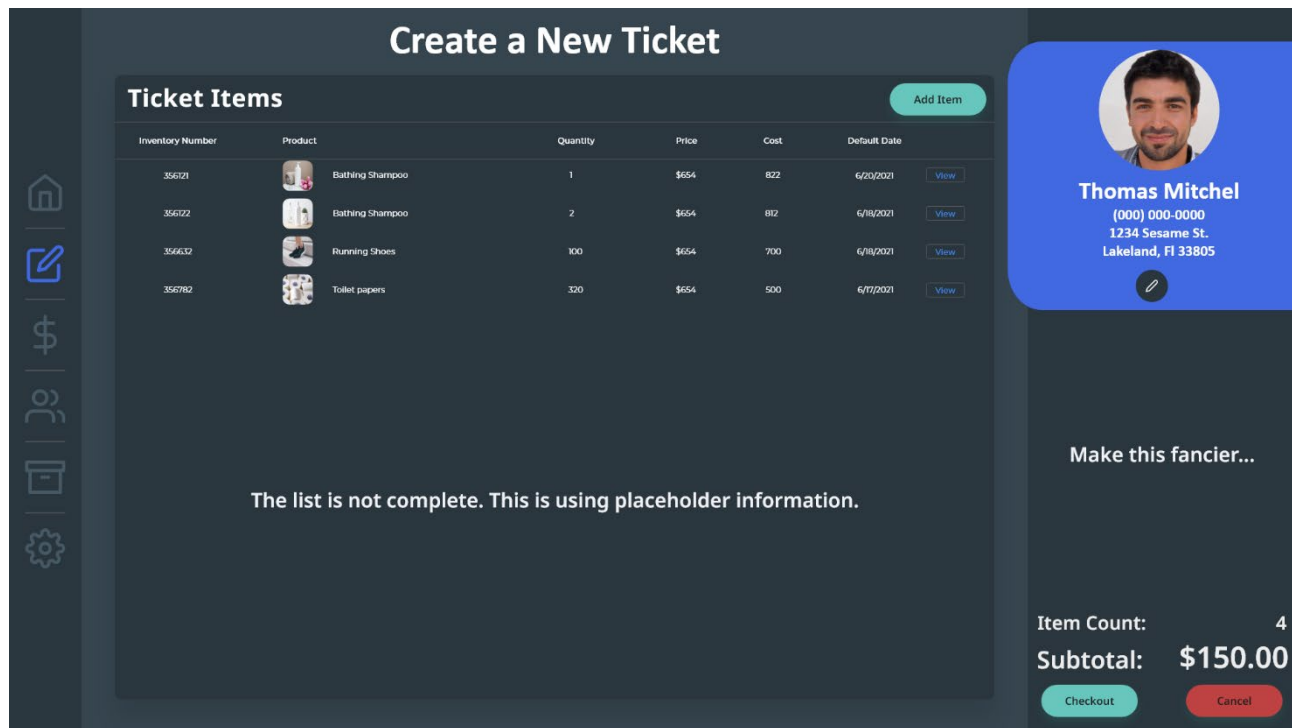 Create a New Ticket
Ticket Items
Add Item
Inventory Number Product Quantity Price Cost Default Date
356121 Bathing Shampoo 1 $654 822 6/20/2021 View
356122 Bathing Shampoo 2 $654 812 6/18/2021 View
356632 Running Shoes 100 $654 700 6/18/2021 View
356782 Toilet papers 320 $654 500 6/17/2021 View
The list is not complete. This is using placeholder information.
Thomas Mitchel
(000) 000-0000
1234 Sesame St.
Lakeland, Fl 33805
Make this fancier...
Item Count: 4
Subtotal: $150.00
Checkout Cancel